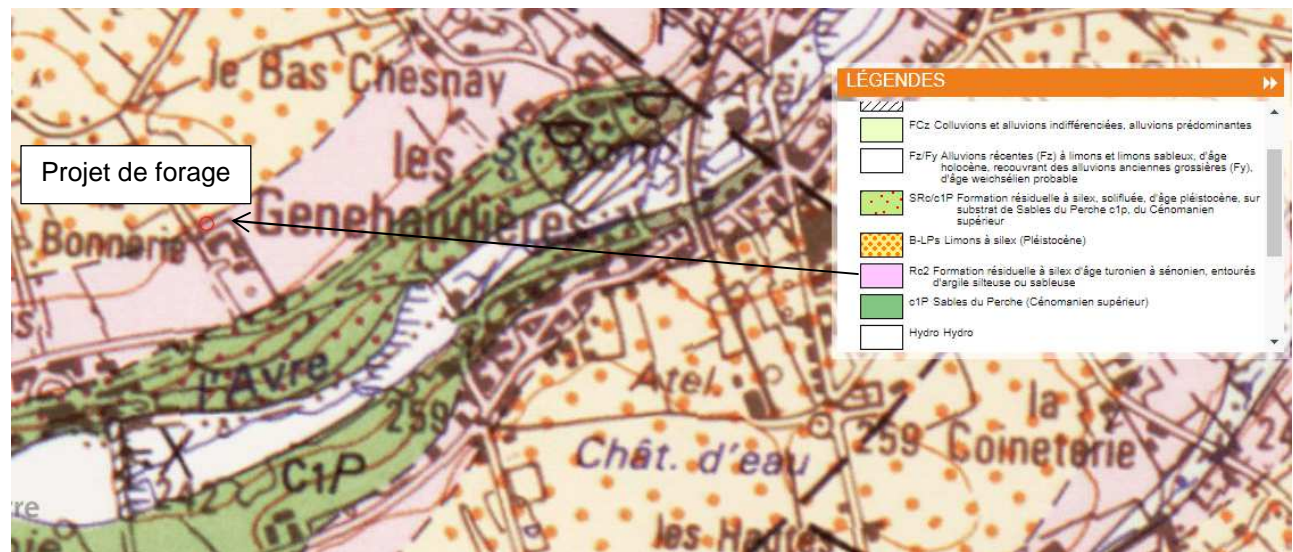 le Bas Chesnay
LÉGENDES
FCz Colluvions et alluvions indifférenciées, alluvions prédominantes
Fz/Fy Alluvions récentes (Fz) à limons et limons sableux, d'âge
holocène, recouvrant des alluvions anciennes grossières (Fy),
d'âge weichsélien probable
SRc/c1P Formation résiduelle à silex, soliflués, d'âge pléistocène, sur
substrat de Sables du Perche c1p, du Cénomanien
supérieur
B-LPs Limons à silex (Pléistocène)
Rc2 Formation résiduelle à silex d'âge turonien à sénonien, entourés
d'argile silteuse ou sableuse
c1P Sables du Perche (Cénomanien supérieur)
Hydro Hydro
Projet de forage
les
Genehandières
Bonnerie
l'Avre
259
Atel.
Chât. d'eau
259
la
Coineterie
C1P
242
les Hautes